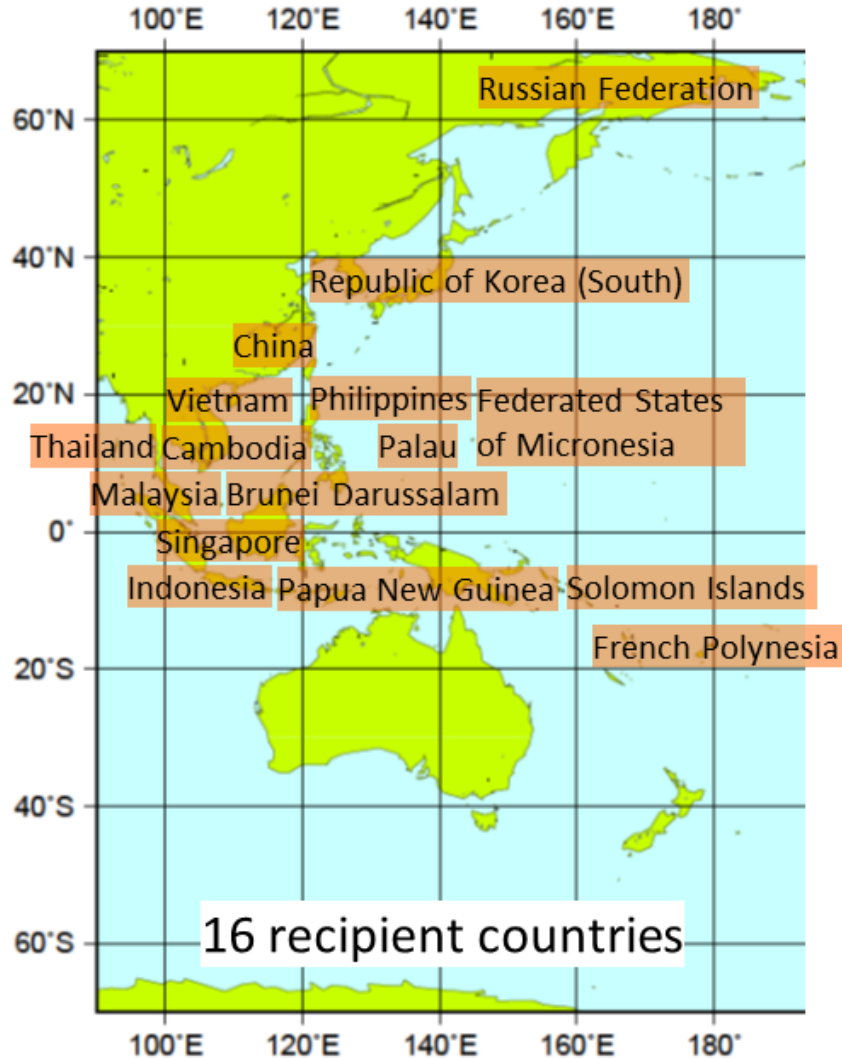 100˚E 120˚E 140˚E 160˚E 180˚
Russian Federation
60˚N
40˚N
Republic of Korea (South)
China
20˚N
Vietnam
Philippines
Federated States
of Micronesia
Thailand
Cambodia
Palau
Malaysia
Brunei Darussalam
0˚
Singapore
Indonesia
Papua New Guinea
Solomon Islands
French Polynesia
20˚S
40˚S
16 recipient countries
60˚S
100˚E 120˚E 140˚E 160˚E 180˚